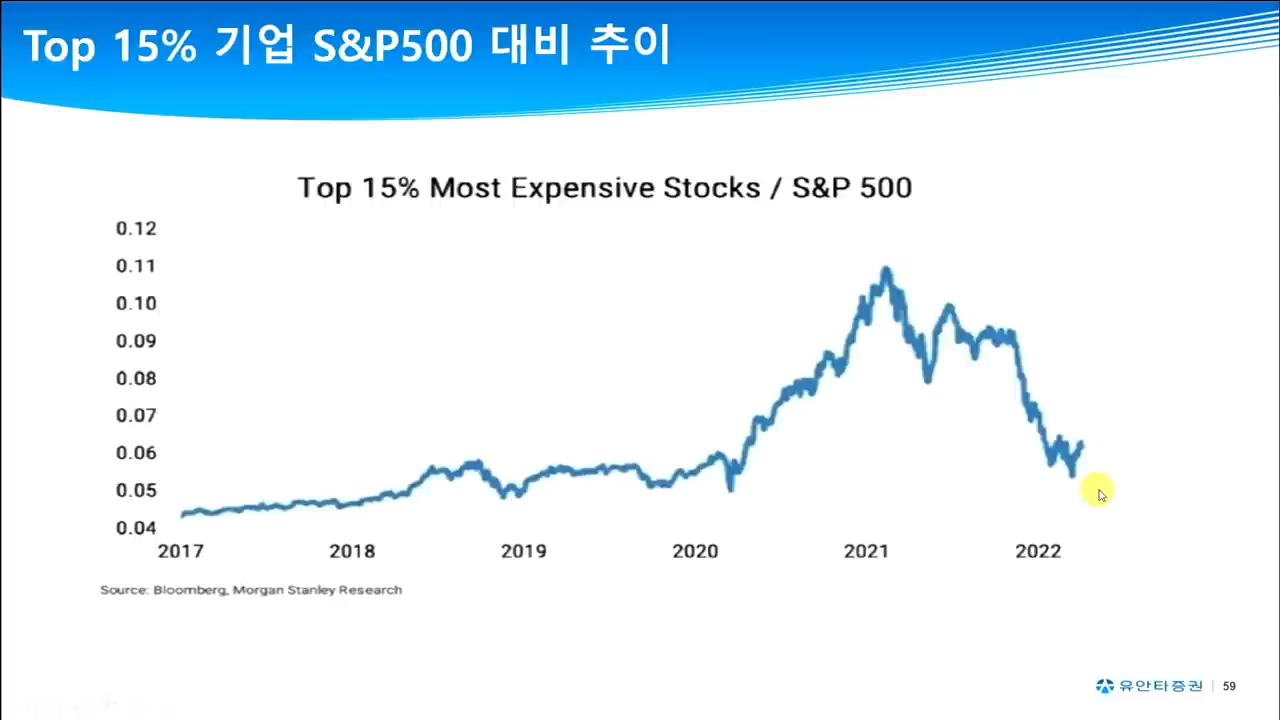 Top 15% 기업 S&P500 대비 추이
Top 15% Most Expensive Stocks / S&P 500
0.12
0.11
0.10
0.09
0.08
0.07
0.06
0.05
0.04
2017 2018 2019 2020 2021 2022
Source: Bloomberg, Morgan Stanley Research
유안타증권 | 59